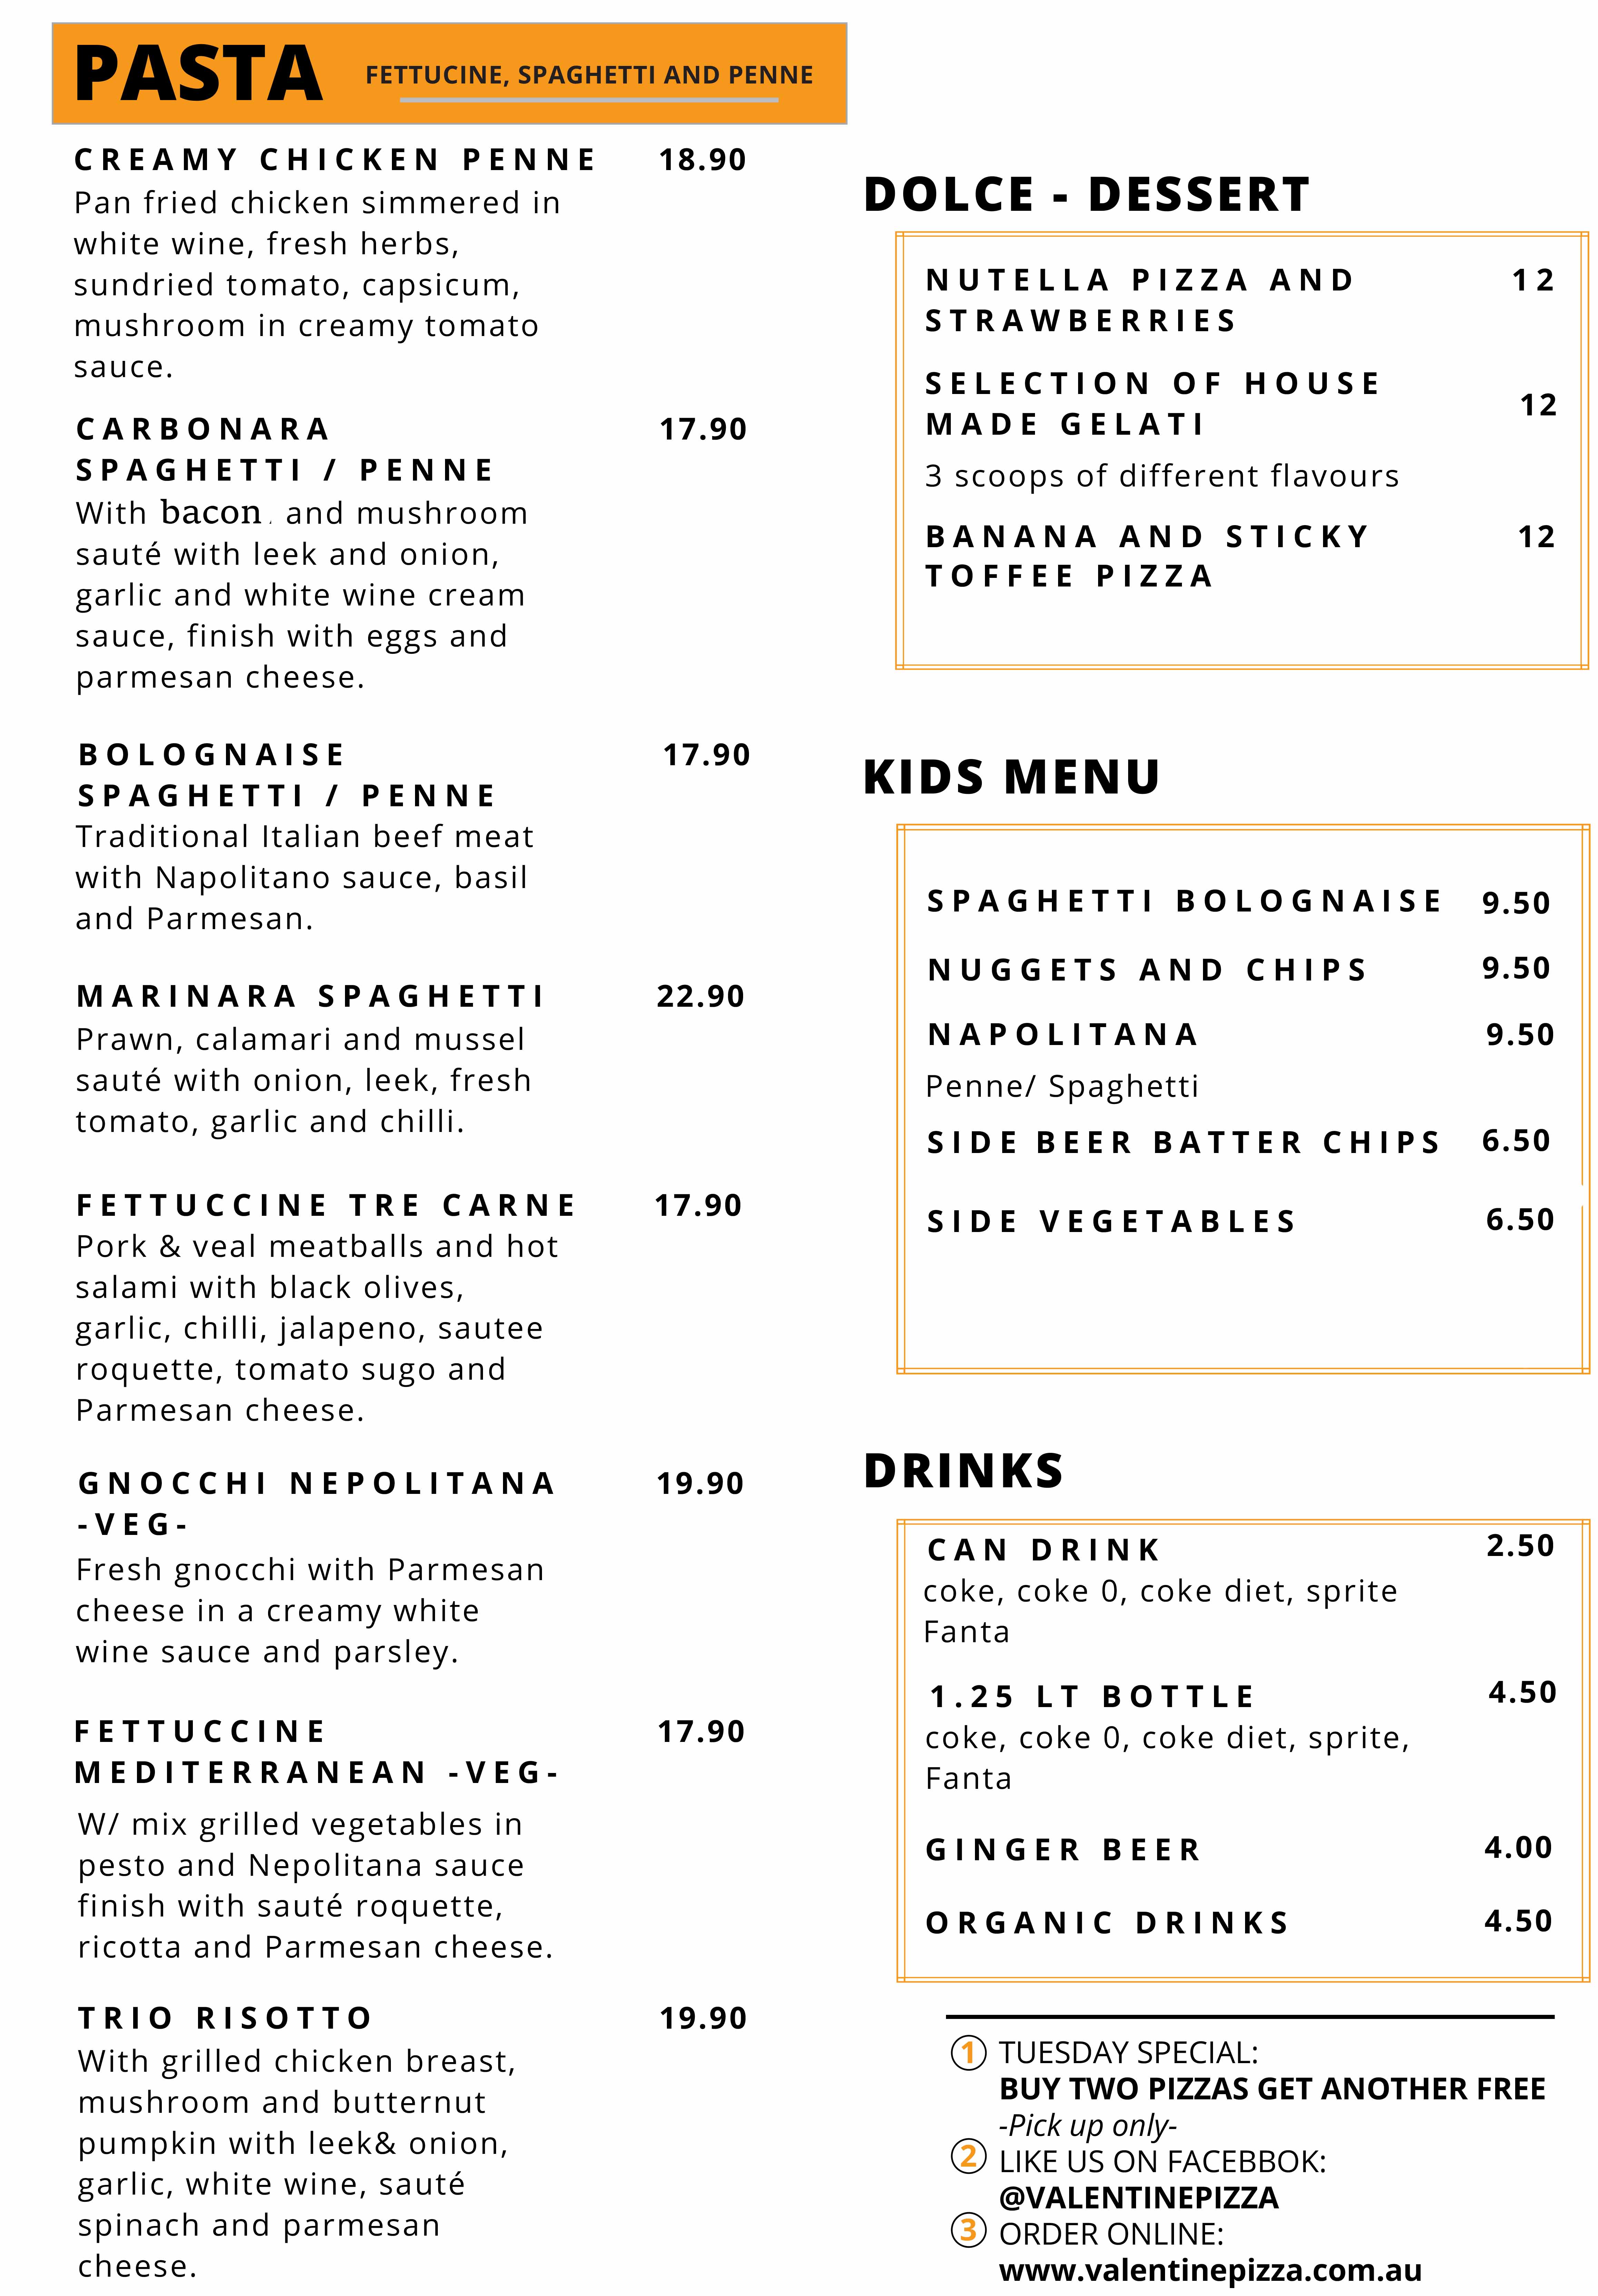 PASTA FETTUCINE, SPAGHETTI AND PENNE
CREAMY CHICKEN PENNE 18.90
Pan fried chicken simmered in
white wine, fresh herbs,
sundried tomato, capsicum,
mushroom in creamy tomato
sauce.
CARBONARA 17.90
SPAGHETTI / PENNE
With bacon, and mushroom
sauté with leek and onion,
garlic and white wine cream
sauce, finish with eggs and
parmesan cheese.
BOLOGNAISE 17.90
SPAGHETTI / PENNE
Traditional Italian beef meat
with Napolitano sauce, basil
and Parmesan.
MARINARA SPAGHETTI 22.90
Prawn, calamari and mussel
sauté with onion, leek, fresh
tomato, garlic and chilli.
FETTUCCINE TRE CARNE 17.90
Pork & veal meatballs and hot
salami with black olives,
garlic, chilli, jalapeno, sautee
roquette, tomato sugo and
Parmesan cheese.
GNOCCHI NEPOLITANA 19.90
-VEG-
Fresh gnocchi with Parmesan
cheese in a creamy white
wine sauce and parsley.
FETTUCCINE 17.90
MEDITERRANEAN -VEG-
W/ mix grilled vegetables in
pesto and Nepolitana sauce
finish with sauté roquette,
ricotta and Parmesan cheese.
TRIO RISOTTO 19.90
With grilled chicken breast,
mushroom and butternut
pumpkin with leek& onion,
garlic, white wine, sauté
spinach and parmesan
cheese.
DOLCE - DESSERT
NUTELLA PIZZA AND 12
STRAWBERRIES
SELECTION OF HOUSE
MADE GELATI 12
3 scoops of different flavours
BANANA AND STICKY 12
TOFFEE PIZZA
KIDS MENU
SPAGHETTI BOLOGNAISE 9.50
NUGGETS AND CHIPS 9.50
NAPOLITANA 9.50
Penne/ Spaghetti
SIDE BEER BATTER CHIPS 6.50
SIDE VEGETABLES 6.50
DRINKS
CAN DRINK 2.50
coke, coke 0, coke diet, sprite
Fanta
1.25 LT BOTTLE 4.50
coke, coke 0, coke diet, sprite,
Fanta
GINGER BEER 4.00
ORGANIC DRINKS 4.50
1 TUESDAY SPECIAL:
BUY TWO PIZZAS GET ANOTHER FREE
-Pick up only-
2 LIKE US ON FACEBBOK:
@VALENTINEPIZZA
3 ORDER ONLINE:
www.valentinepizza.com.au